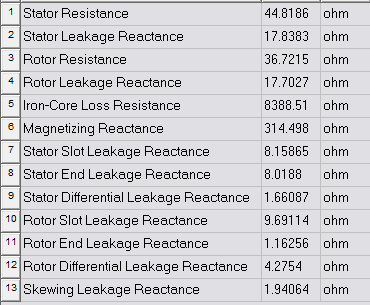 1 Stator Resistance 44.8186 ohm
2 Stator Leakage Reactance 17.8383 ohm
3 Rotor Resistance 36.7215 ohm
4 Rotor Leakage Reactance 17.7027 ohm
5 Iron-Core Loss Resistance 8388.51 ohm
6 Magnetizing Reactance 314.498 ohm
7 Stator Slot Leakage Reactance 8.15865 ohm
8 Stator End Leakage Reactance 8.0188 ohm
9 Stator Differential Leakage Reactance 1.66087 ohm
10 Rotor Slot Leakage Reactance 9.69114 ohm
11 Rotor End Leakage Reactance 1.16256 ohm
12 Rotor Differential Leakage Reactance 4.2754 ohm
13 Skewing Leakage Reactance 1.94064 ohm